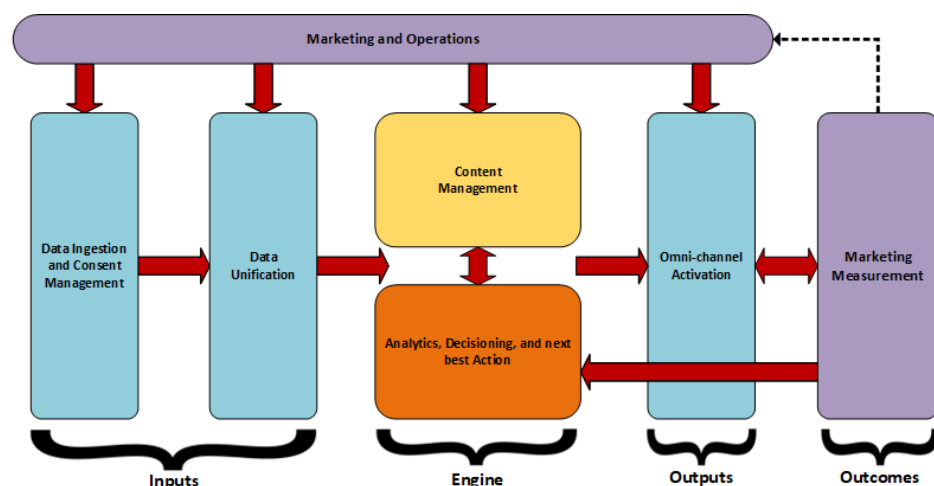 Marketing and Operations
Content
Management
Data Ingestion
and Consent
Management
Data
Unification
Omni-channel
Activation
Marketing
Measurement
Analytics, Decisioning, and next
best Action
Inputs
Engine
Outputs
Outcomes